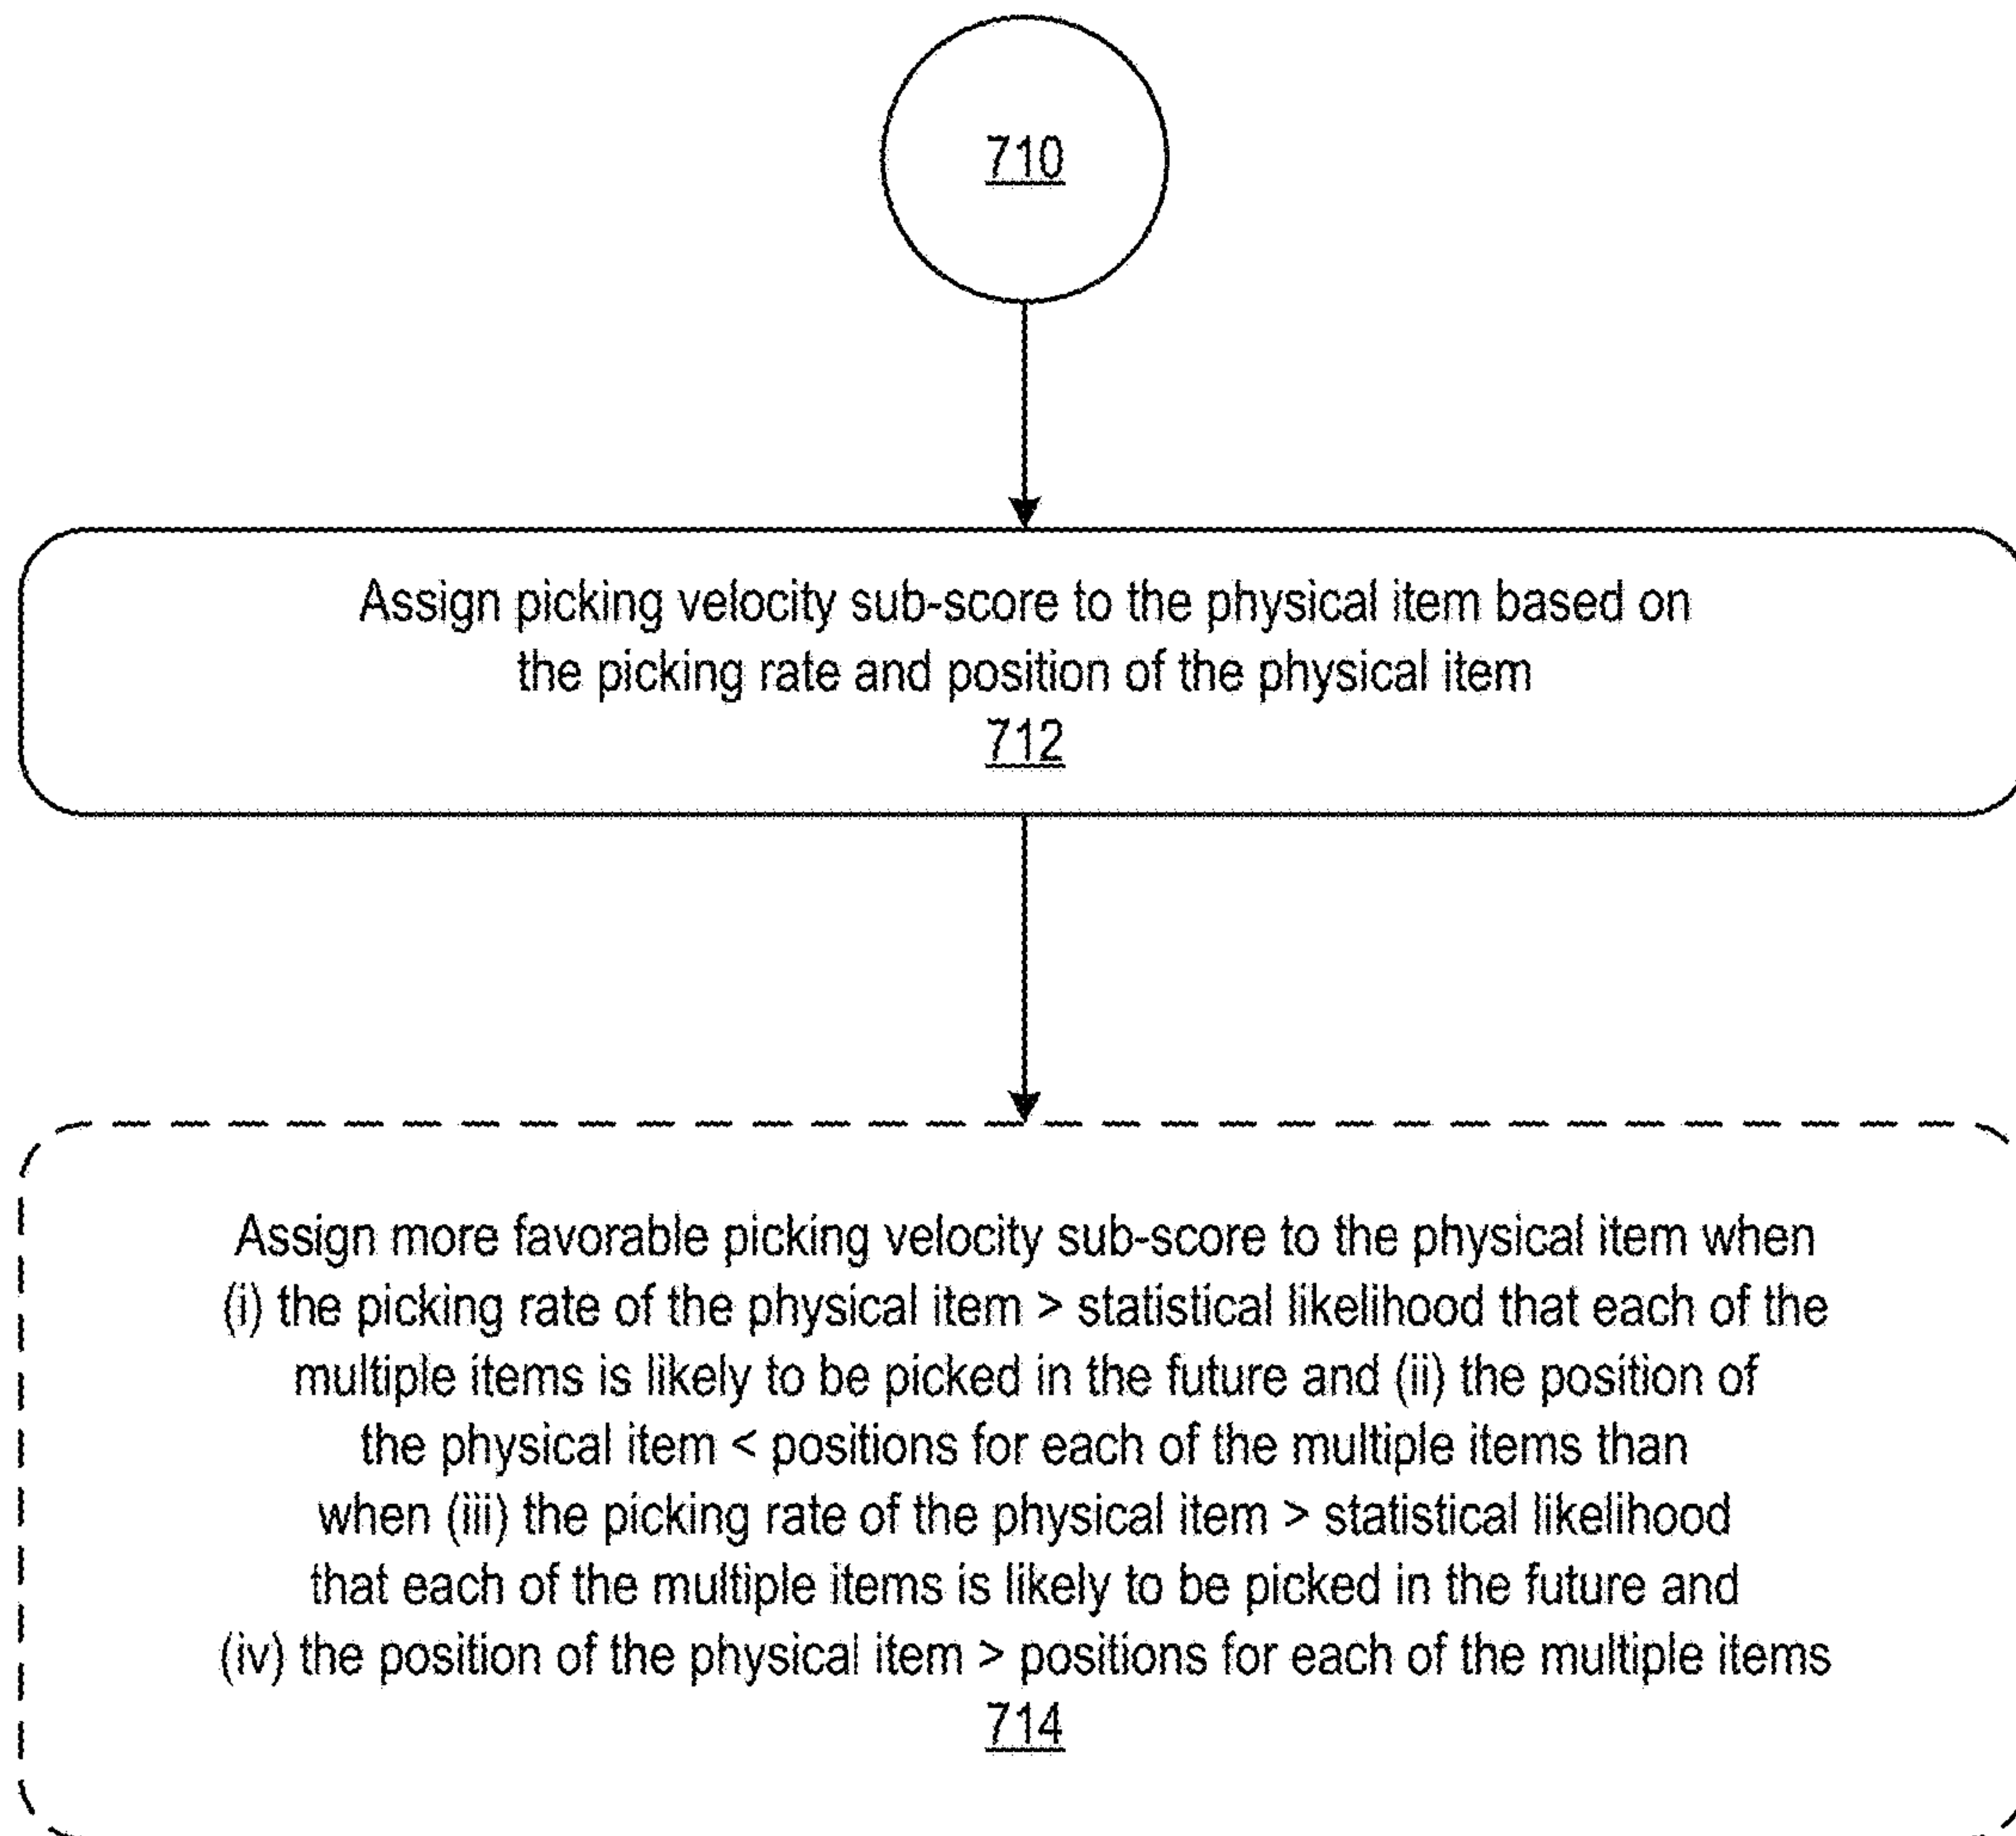 710
Assign picking velocity sub-score to the physical item based on
the picking rate and position of the physical item
712
Assign more favorable picking velocity sub-score to the physical item when
(i) the picking rate of the physical item > statistical likelihood that each of the
multiple items is likely to be picked in the future and (ii) the position of
the physical item < positions for each of the multiple items than
when (iii) the picking rate of the physical item > statistical likelihood
that each of the multiple items is likely to be picked in the future and
(iv) the position of the physical item > positions for each of the multiple items
714